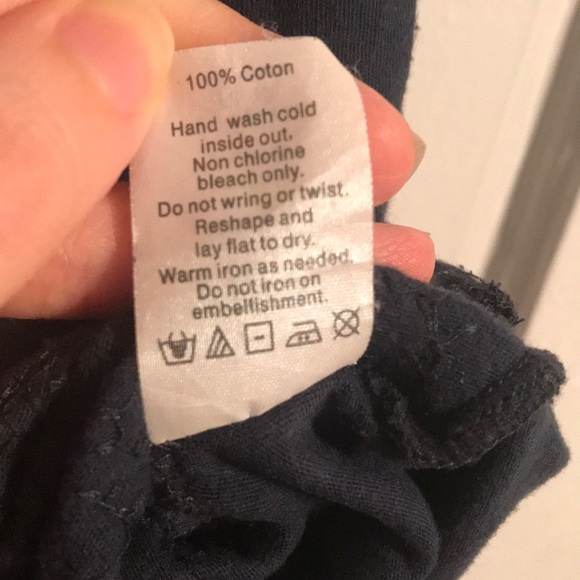 100% Coton
Hand wash cold
inside out.
Non chlorine
bleach only.
Do not wring or twist.
Reshape and
lay flat to dry.
Warm iron as needed.
Do not iron on
embellishment.